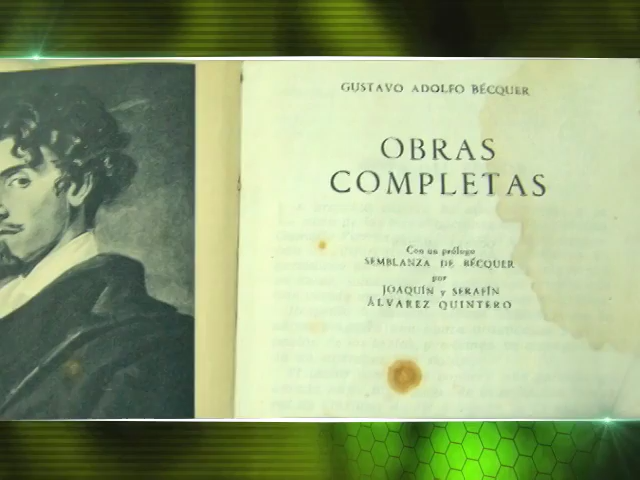 GUSTAVO ADOLFO BÉCQUER
OBRAS
COMPLETAS
Con un prólogo
SEMBLANZA DE BÉCQUER
por
JOAQUÍN y SERAFÍN
ÁLVAREZ QUINTERO